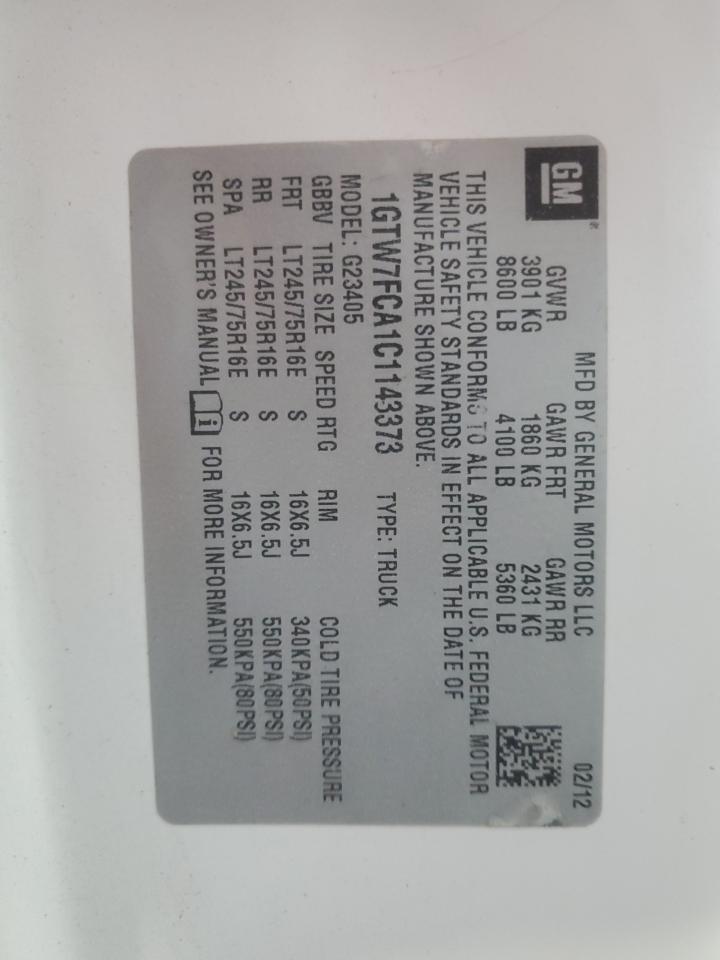 GM
MFD BY GENERAL MOTORS LLC 02/12
GVWR GAWR FRT GAWR RR
3901 KG 1860 KG 2431 KG
8600 LB 4100 LB 5360 LB
THIS VEHICLE CONFORMS TO ALL APPLICABLE U.S. FEDERAL MOTOR
VEHICLE SAFETY STANDARDS IN EFFECT ON THE DATE OF
MANUFACTURE SHOWN ABOVE.
1GTW7FCA1C1143373 TYPE: TRUCK
MODEL: G23405
GBBV TIRE SIZE SPEED RTG RIM COLD TIRE PRESSURE
FRT LT245/75R16E S 16X6.5J 340KPA(50PSI)
RR LT245/75R16E S 16X6.5J 550KPA(80PSI)
SPA LT245/75R16E S 16X6.5J 550KPA(80PSI)
SEE OWNER'S MANUAL i FOR MORE INFORMATION.